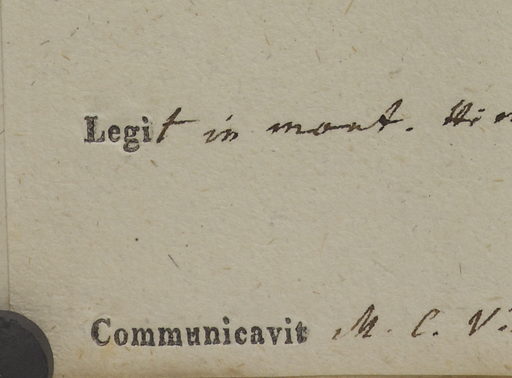 Legit in mont.
Communicavit M. C. V.